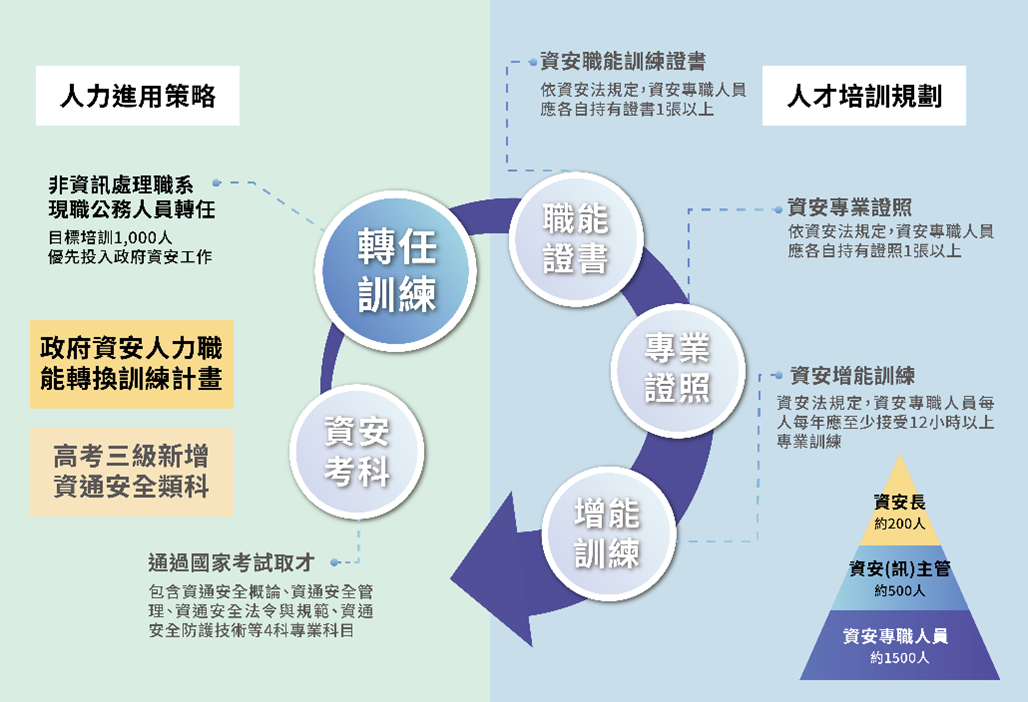 人力進用策略
非資訊處理職系
現職公務人員轉任
目標培訓1,000人
優先投入政府資安工作
政府資安人力職
能轉換訓練計畫
高考三級新增
資通安全類科
通過國家考試取才
包含資通安全概論、資通安全管
理、資通安全法令與規範、資通
安全防護技術等4科專業科目
轉任
訓練
資安
考科
職能
證書
專業
證照
增能
訓練
人才培訓規劃
資安職能訓練證書
依資安法規定，資安專職人員
應各自持有證書1張以上
資安專業證照
依資安法規定，資安專職人員
應各自持有證照1張以上
資安增能訓練
資安法規定，資安專職人員每
人每年應至少接受12小時以上
專業訓練
資安長
約200人
資安(訊)主管
約500人
資安專職人員
約1500人